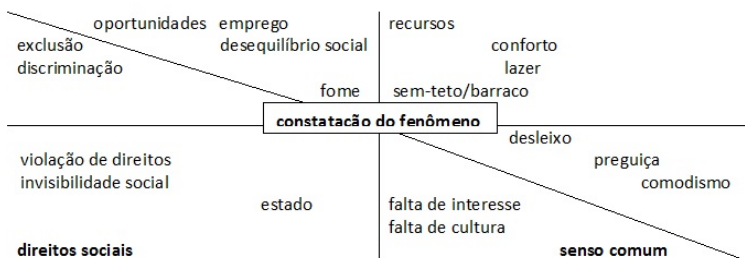 oportunidades emprego
exclusão desequilíbrio social
discriminação
fome
recursos
conforto
lazer
sem-teto/barraco
constatação do fenômeno
desleixo
preguiça
comodismo
violação de direitos
invisibilidade social
estado
falta de interesse
falta de cultura
direitos sociais
senso comum